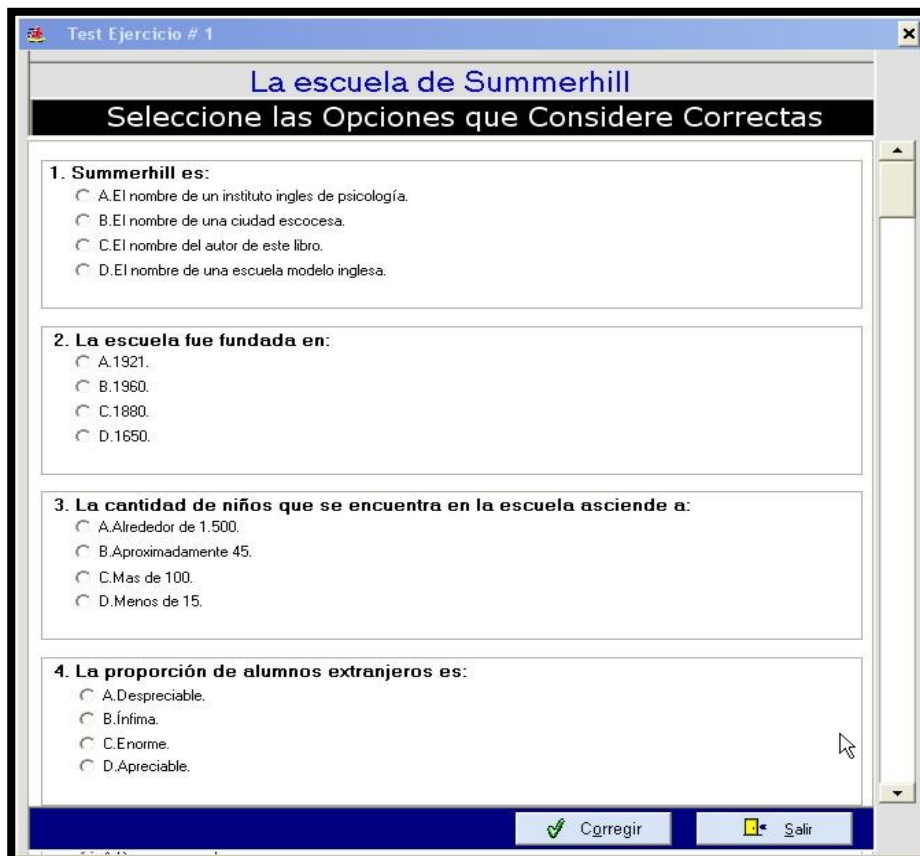 Test Ejercicio # 1
La escuela de Summerhill
Seleccione las Opciones que Considere Correctas
1. Summerhill es:
A.El nombre de un instituto ingles de psicología.
B.El nombre de una ciudad escocesa.
C.El nombre del autor de este libro.
D.El nombre de una escuela modelo inglesa.
2. La escuela fue fundada en:
A.1921.
B.1960.
C.1880.
D.1650.
3. La cantidad de niños que se encuentra en la escuela asciende a:
A.Alrededor de 1.500.
B.Aproximadamente 45.
C.Mas de 100.
D.Menos de 15.
4. La proporción de alumnos extranjeros es:
A.Despreciable.
B.Ínfima.
C.Enorme.
D.Apreciable.
Corregir
Salir